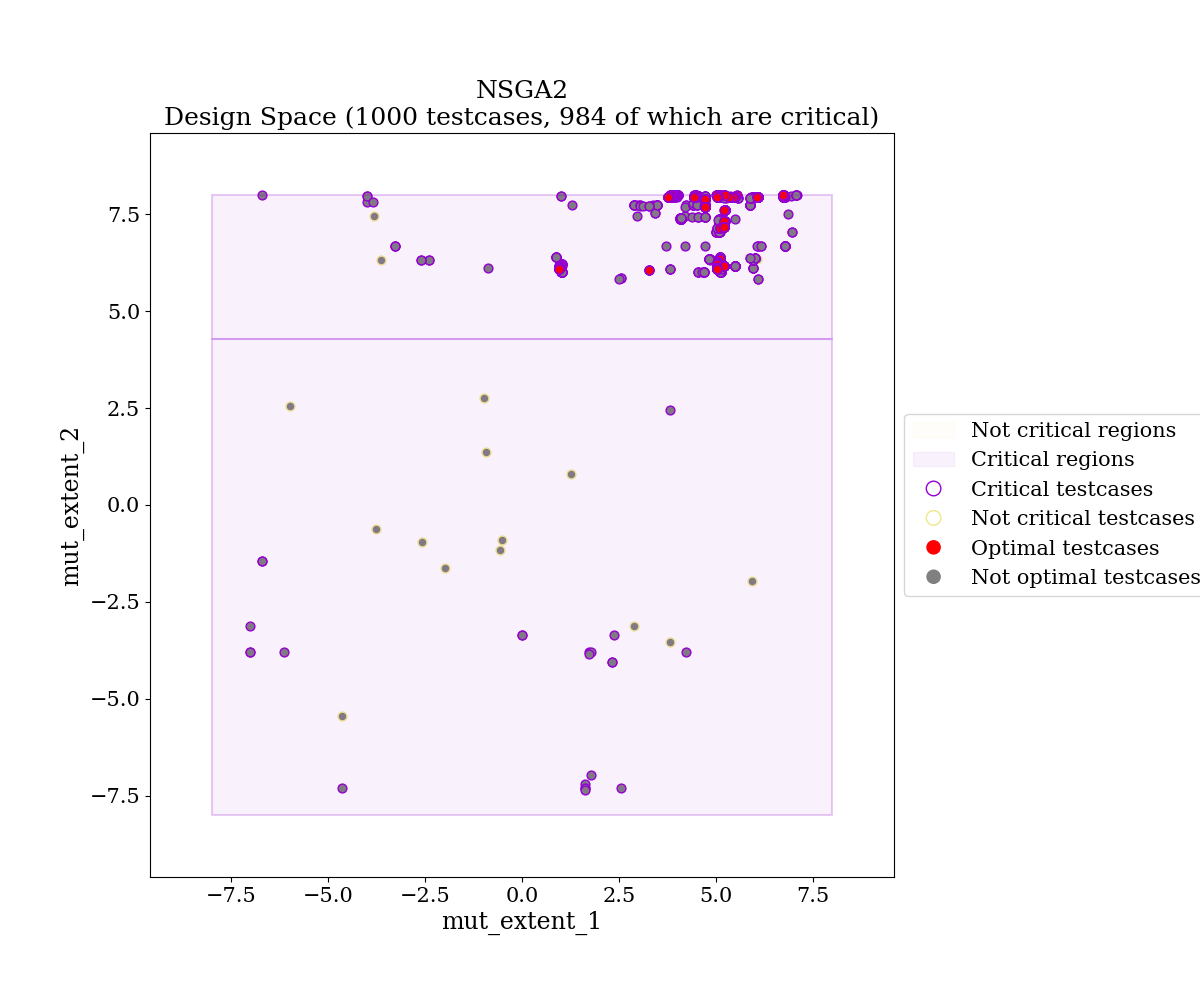 NSGA2
Design Space (1000 testcases, 984 of which are critical)
7.5
5.0
2.5
0.0
−2.5
−5.0
−7.5
mut_extent_2
−7.5
−5.0
−2.5
0.0
2.5
5.0
7.5
mut_extent_1
Not critical regions
Critical regions
Critical testcases
Not critical testcases
Optimal testcases
Not optimal testcases